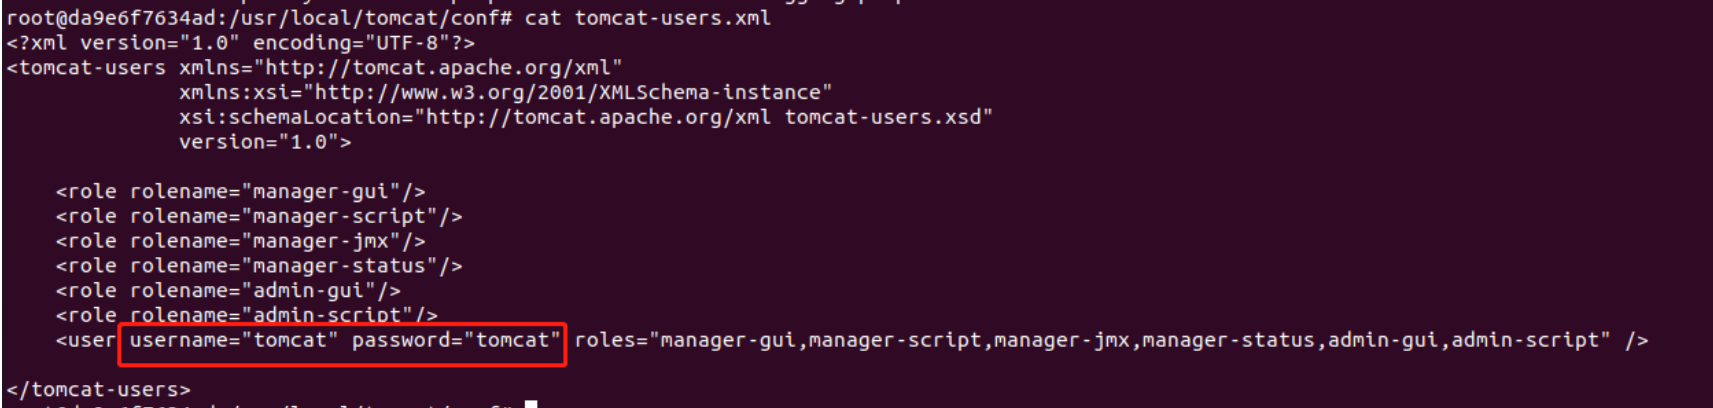 root@da9e6f7634ad:/usr/local/tomcat/conf# cat tomcat-users.xml
<?xml version="1.0" encoding="UTF-8"?>
<tomcat-users xmlns="http://tomcat.apache.org/xml"
              xmlns:xsi="http://www.w3.org/2001/XMLSchema-instance"
              xsi:schemaLocation="http://tomcat.apache.org/xml tomcat-users.xsd"
              version="1.0">
    <role rolename="manager-gui"/>
    <role rolename="manager-script"/>
    <role rolename="manager-jmx"/>
    <role rolename="manager-status"/>
    <role rolename="admin-gui"/>
    <role rolename="admin-script"/>
    <user username="tomcat" password="tomcat" roles="manager-gui,manager-script,manager-jmx,manager-status,admin-gui,admin-script" />
</tomcat-users>